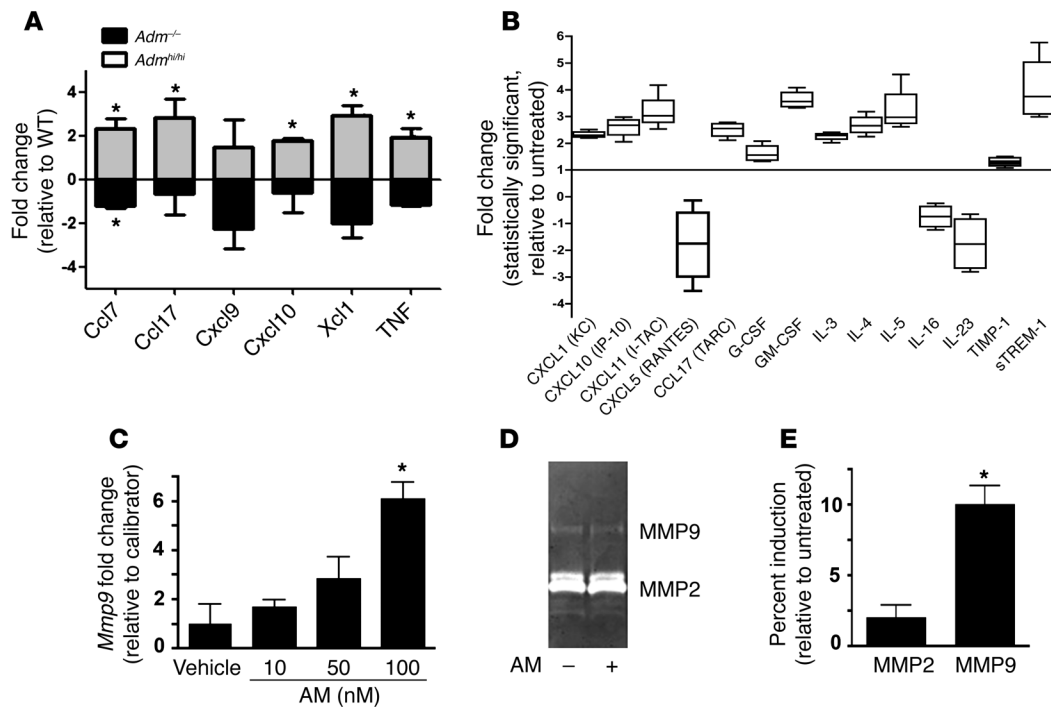 A
Adm–/–
Admhi/hi
Fold change
(relative to WT)
4
2
0
-2
-4
*
*
*
*
*
*
Ccl7
Ccl17
Cxcl9
Cxcl10
Xcl1
TNF
B
Fold change
(statistically significant,
relative to untreated)
6
5
4
3
2
1
0
-1
-2
-3
-4
CXCL1 (KC)
CXCL10 (IP-10)
CXCL11 (I-TAC)
CXCL5 (RANTES)
CCL17 (TARC)
G-CSF
GM-CSF
IL-3
IL-4
IL-5
IL-16
IL-23
TIMP-1
sTREM-1
C
Mmp9 fold change
(relative to calibrator)
6
4
2
0
*
Vehicle
10
50
100
AM (nM)
D
MMP9
MMP2
AM – +
E
Percent induction
(relative to untreated)
10
5
0
*
MMP2
MMP9